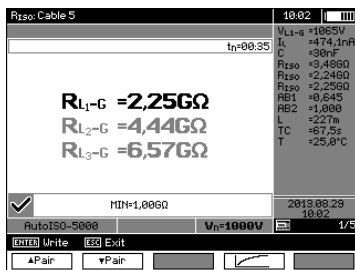 RISO: Cable 5
10:02
tn=00:35
RL1-G =2,25GΩ
RL2-G =4,44GΩ
RL3-G =6,57GΩ
MIN=1,00GΩ
AutoISO-5000
Vn=1000V
VL1-G =1065V
IL =474,1nA
C =30nF
RISO =3,48GΩ
RISO =2,24GΩ
RISO =2,25GΩ
AB1 =0,645
AB2 =1,000
L =227m
TC =67,5s
T =25,0°C
2013.08.29
10:02
1/5
ENTER Write ESC Exit
▲Pair ▼Pair